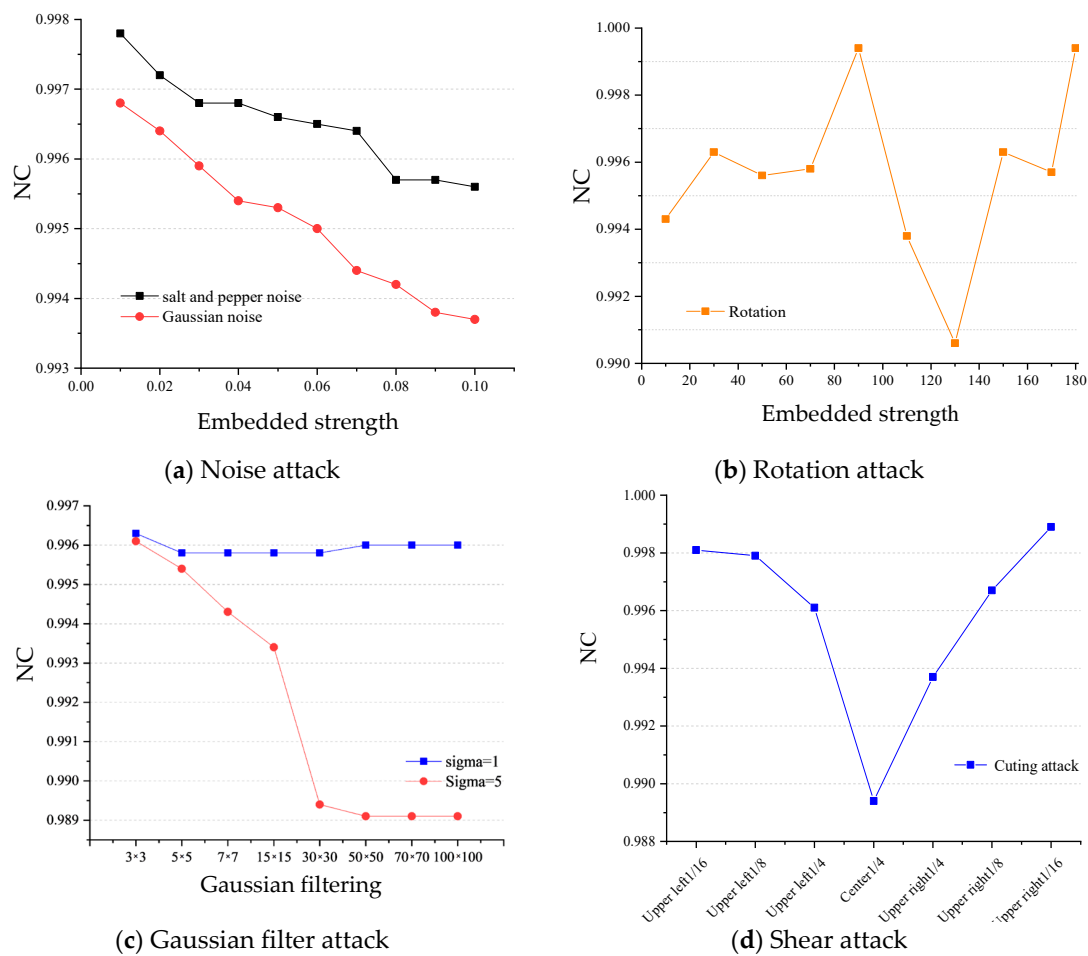 0.998
0.997
0.996
0.995
0.994
0.993
NC
salt and pepper noise
Gaussian noise
0.00 0.02 0.04 0.06 0.08 0.10
Embedded strength
(a) Noise attack
1.000
0.998
0.996
0.994
0.992
0.990
NC
Rotation
0 20 40 60 80 100 120 140 160 180
Embedded strength
(b) Rotation attack
0.997
0.996
0.995
0.994
0.993
0.992
0.991
0.990
0.989
NC
sigma=1
Sigma=5
3×3 5×5 7×7 15×15 30×30 50×50 70×70 100×100
Gaussian filtering
(c) Gaussian filter attack
1.000
0.998
0.996
0.994
0.992
0.990
0.988
NC
Cuting attack
Upper left1/16
Upper left1/8
Upper left1/4
Center1/4
Upper right1/4
Upper right1/8
Upper right1/16
(d) Shear attack